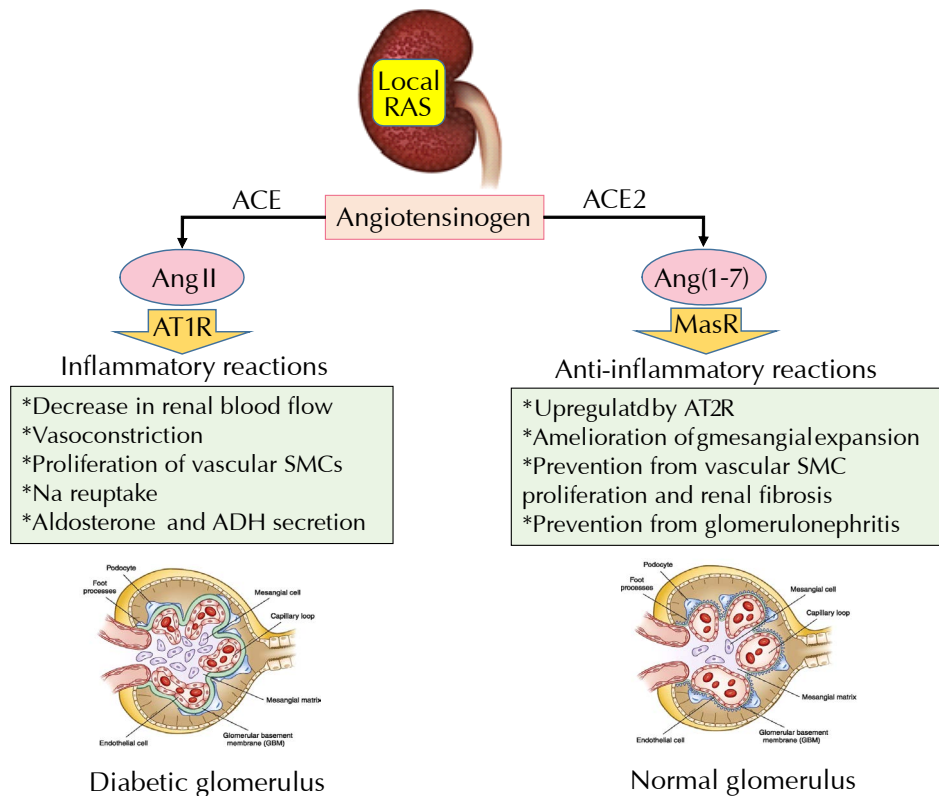 Local
RAS
ACE
Angiotensinogen
ACE2
Ang II
Ang(1-7)
AT1R
MasR
Inflammatory reactions
Anti-inflammatory reactions
*Decrease in renal blood flow
*Vasoconstriction
*Proliferation of vascular SMCs
*Na reuptake
*Aldosterone and ADH secretion
*Upregulatd by AT2R
*Amelioration of gmesangial expansion
*Prevention from vascular SMC
proliferation and renal fibrosis
*Prevention from glomerulonephritis
Podocyte
Foot
processes
Mesangial cell
Capillary loop
Mesangial matrix
Glomerular basement
membrane (GBM)
Endothelial cell
Podocyte
Foot
processes
Mesangial cell
Capillary loop
Mesangial matrix
Glomerular basement
membrane (GBM)
Endothelial cell
Diabetic glomerulus
Normal glomerulus